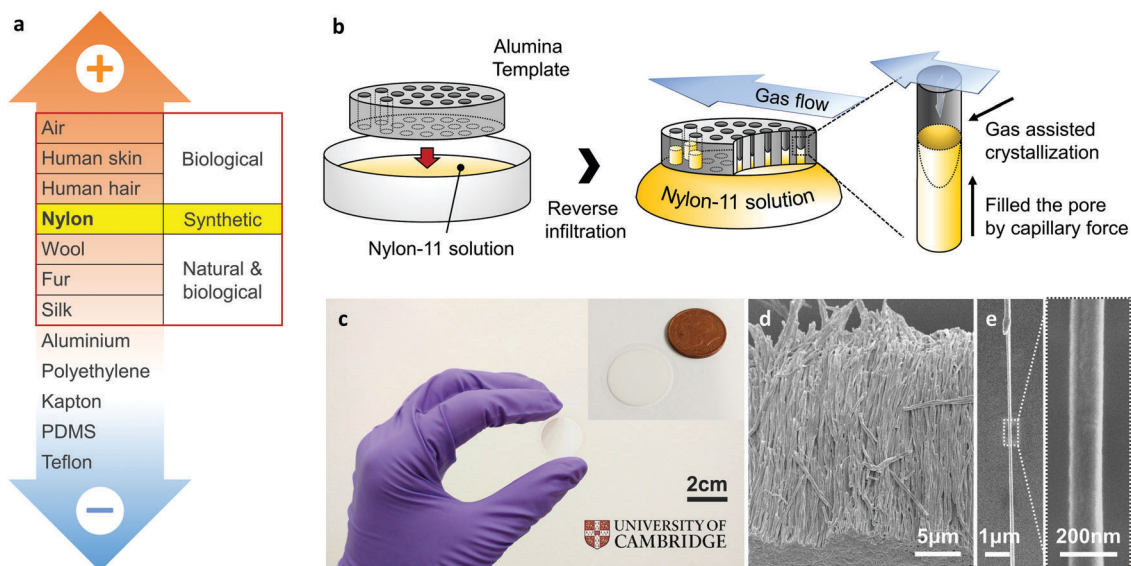 a
+
Air
Human skin
Human hair
Biological
Nylon
Synthetic
Wool
Fur
Silk
Natural &
biological
Aluminium
Polyethylene
Kapton
PDMS
Teflon
−
b
Alumina
Template
Nylon-11 solution
Reverse
infiltration
Gas flow
Nylon-11 solution
Gas assisted
crystallization
Filled the pore
by capillary force
c
2cm
UNIVERSITY OF
CAMBRIDGE
d
5μm
e
1μm
200nm